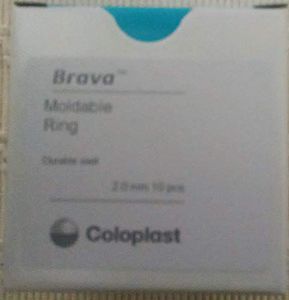 Brava™
Moldable
Ring
Durable seal
2.0 mm 10 pcs
Coloplast